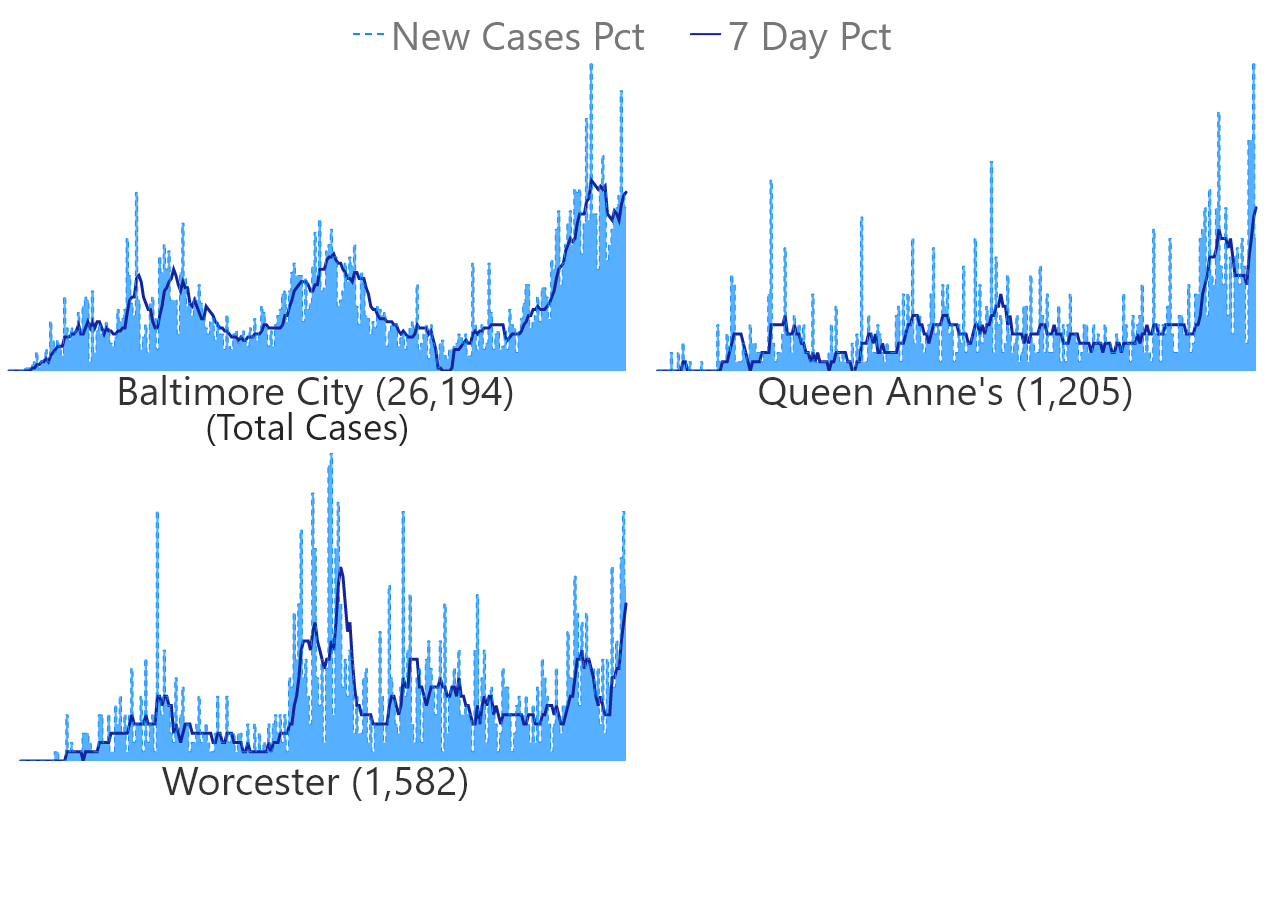 New Cases Pct 7 Day Pct
Baltimore City (26,194)
(Total Cases)
Queen Anne's (1,205)
Worcester (1,582)